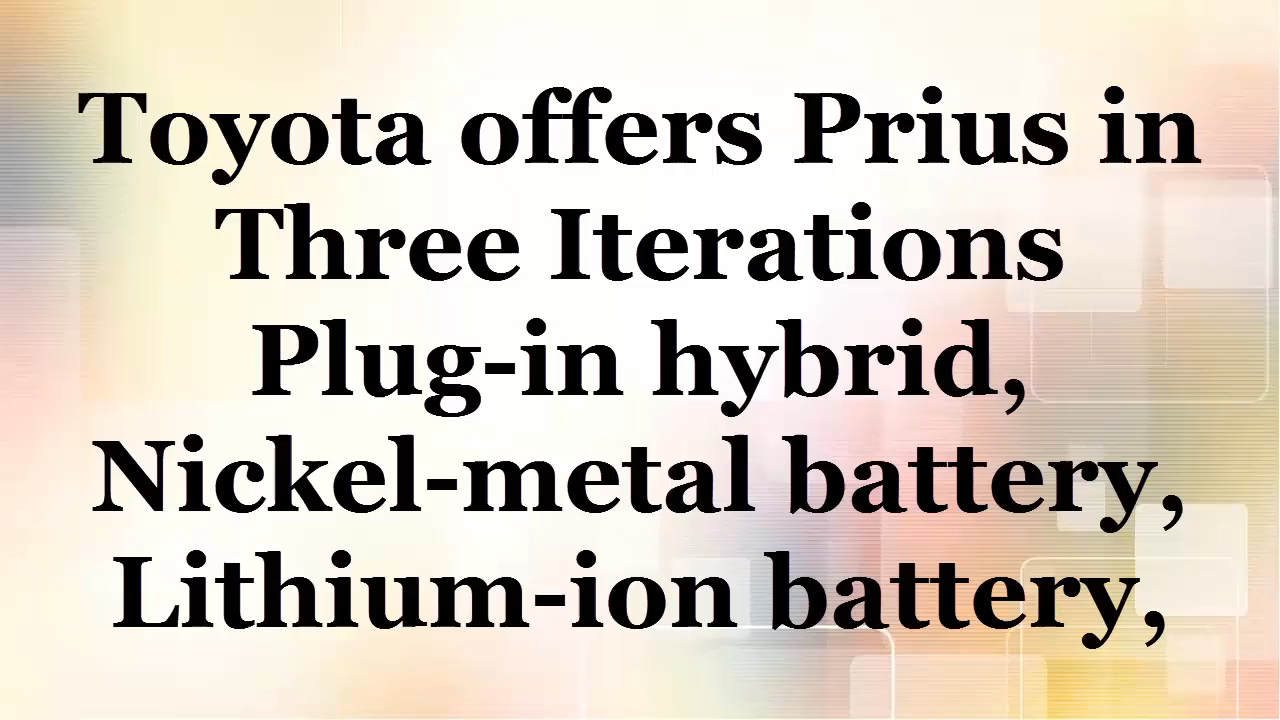 Toyota offers Prius in
Three Iterations
Plug-in hybrid,
Nickel-metal battery,
Lithium-ion battery,